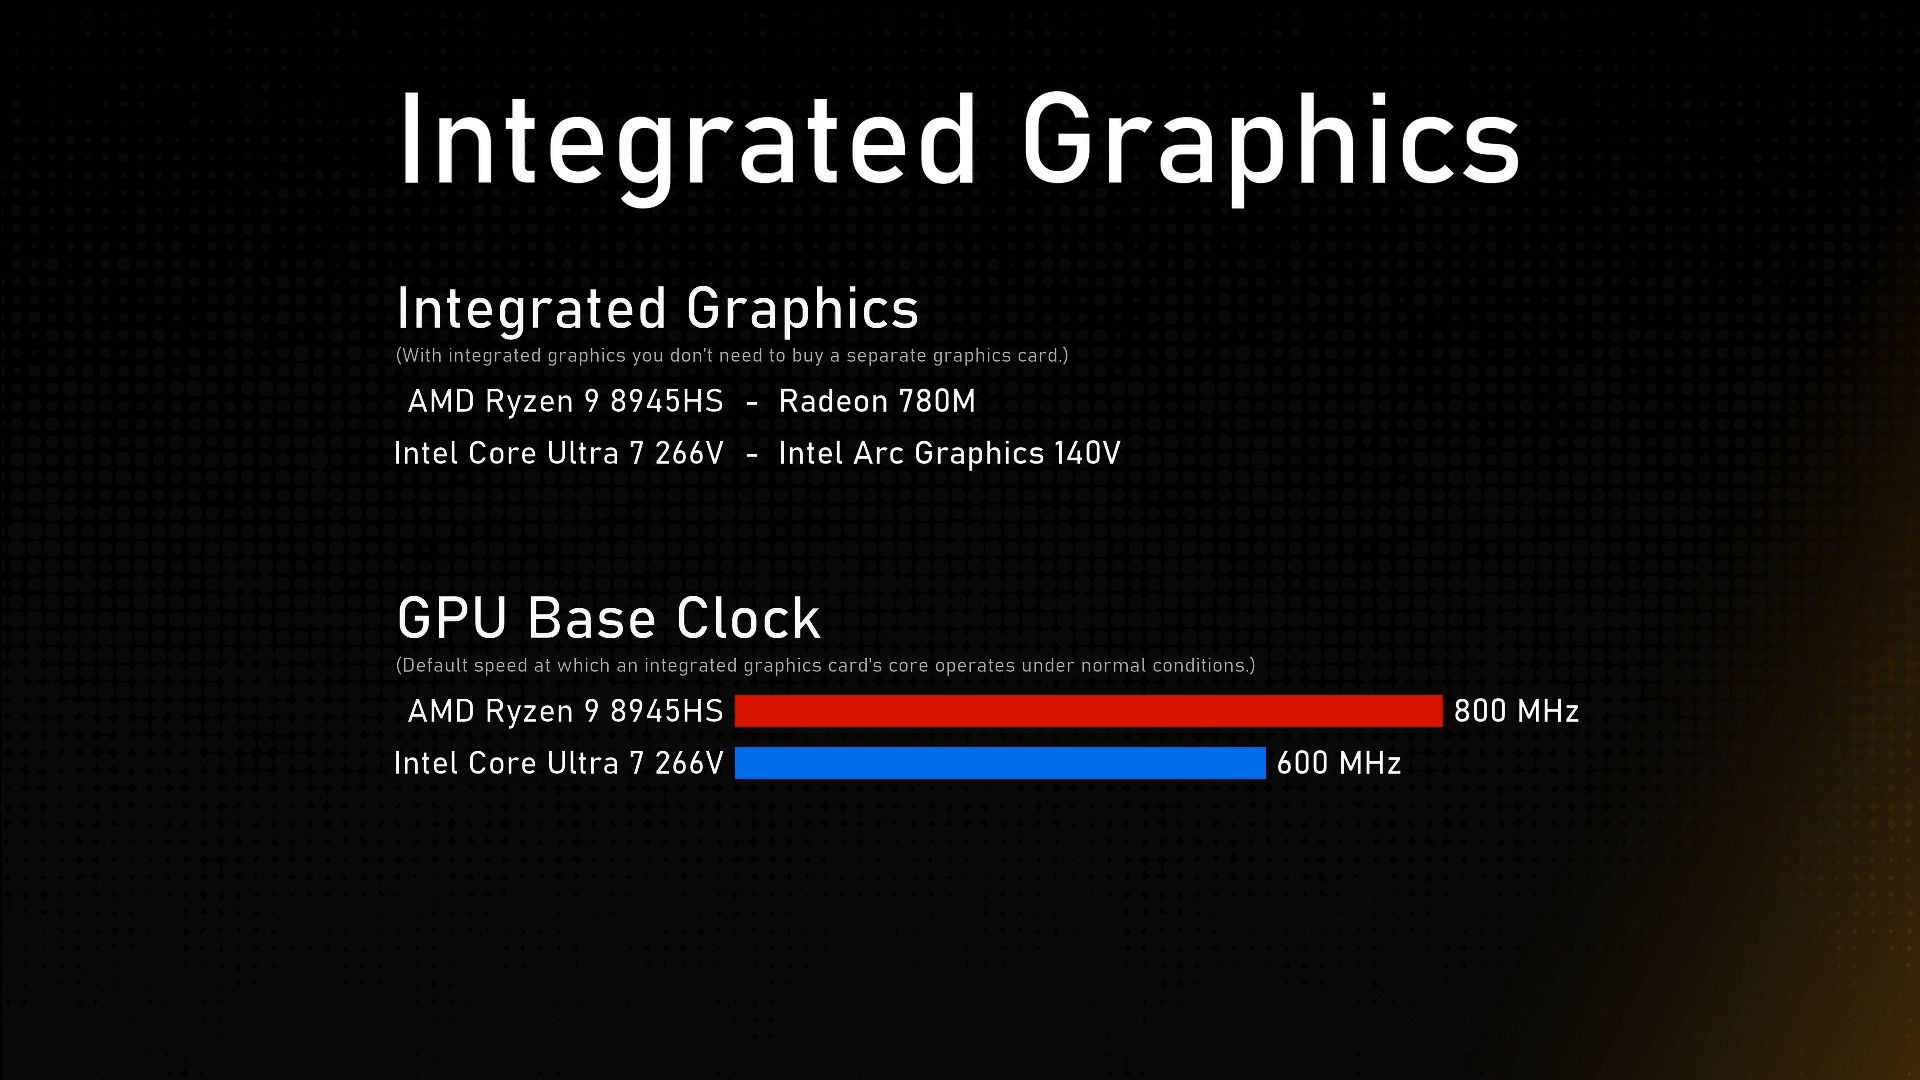 Integrated Graphics
Integrated Graphics
(With integrated graphics you don't need to buy a separate graphics card.)
AMD Ryzen 9 8945HS - Radeon 780M
Intel Core Ultra 7 266V - Intel Arc Graphics 140V
GPU Base Clock
(Default speed at which an integrated graphics card's core operates under normal conditions.)
AMD Ryzen 9 8945HS 800 MHz
Intel Core Ultra 7 266V 600 MHz